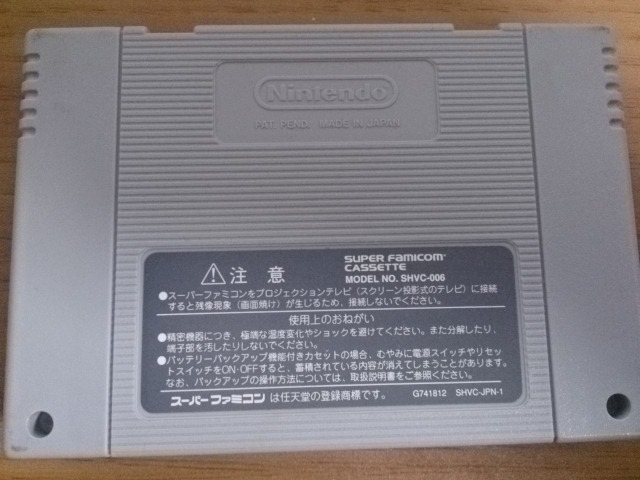 Nintendo
PAT. PEND. MADE IN JAPAN
SUPER FAMICOM
CASSETTE
MODEL NO. SHVC-006
注意
●スーパーファミコンをプロジェクションテレビ（スクリーン投影式のテレビ）に接続
すると残像現象（画面焼け）が生じるため、接続しないでください。
使用上のおねがい
●精密機器につき、極端な温度変化やショックを避けてください。また分解したり、
端子部を汚したりしないでください。
●バッテリーバックアップ機能付きカセットの場合、むやみに電源スイッチやリセッ
トスイッチをON・OFFすると、蓄積されている内容が消えてしまうことがあります。
なお、バックアップの操作方法については、取扱説明書をご参照ください。
スーパーファミコンは任天堂の登録商標です。 G741812 SHVC-JPN-1